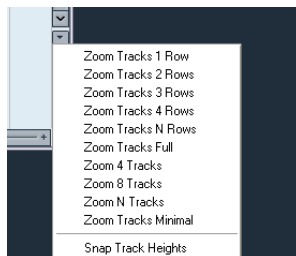 Zoom Tracks 1 Row
Zoom Tracks 2 Rows
Zoom Tracks 3 Rows
Zoom Tracks 4 Rows
Zoom Tracks N Rows
Zoom Tracks Full
Zoom 4 Tracks
Zoom 8 Tracks
Zoom N Tracks
Zoom Tracks Minimal
Snap Track Heights